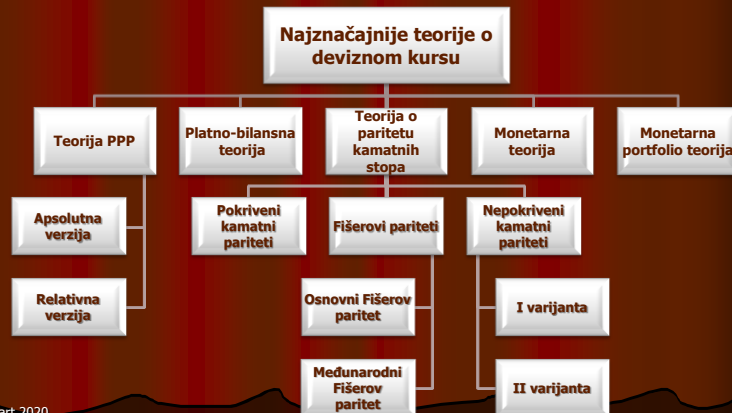 Najznačajnije teorije o
deviznom kursu
Teorija PPP
Platno-bilansna
teorija
Teorija o
paritetu
kamatnih
stopa
Monetarna
teorija
Monetarna
portfolio teorija
Apsolutna
verzija
Pokriveni
kamatni
pariteti
Fišerovi pariteti
Nepokriveni
kamatni
pariteti
Relativna
verzija
Osnovni Fišerov
paritet
I varijanta
Međunarodni
Fišerov
paritet
II varijanta
2020